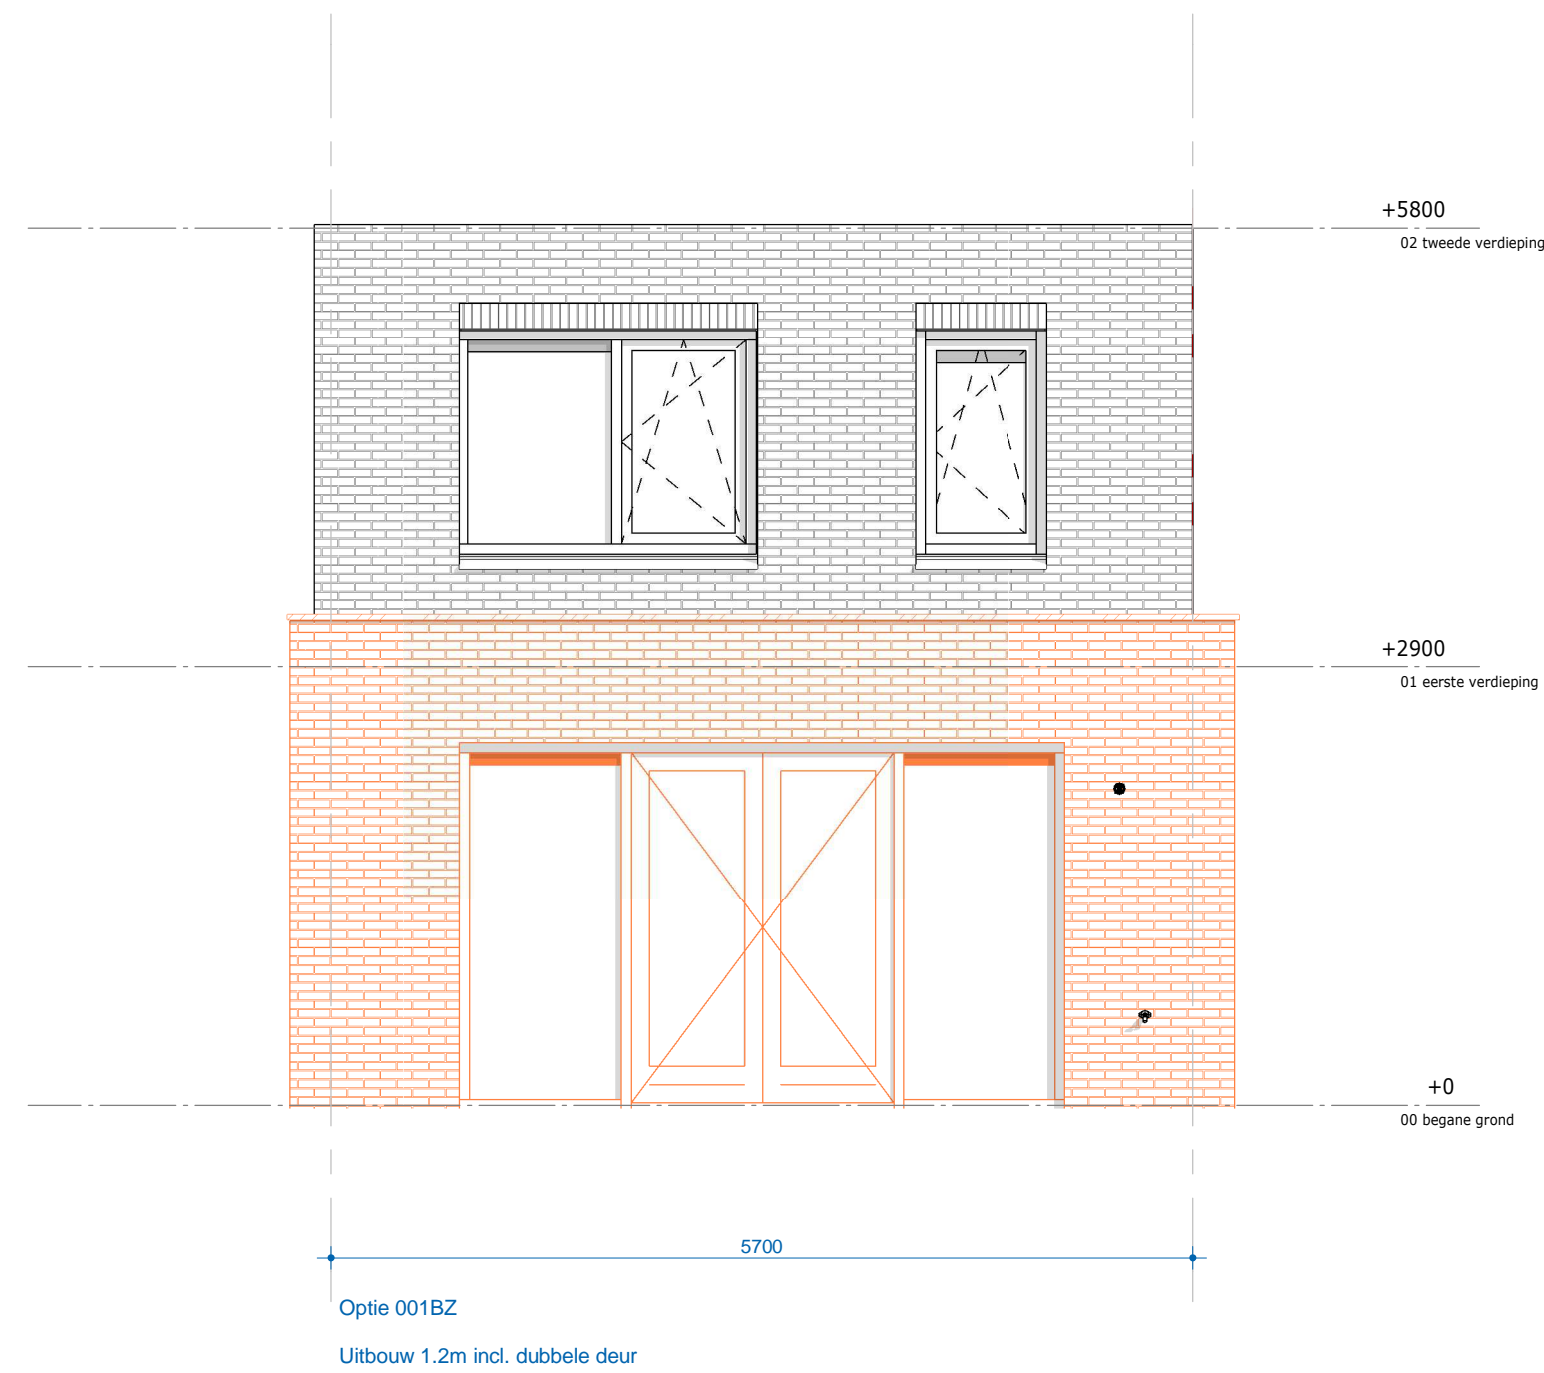 +5800
02 tweede verdieping
+2900
01 eerste verdieping
+0
00 begane grond
5700
Optie 001BZ
Uitbouw 1.2m incl. dubbele deur